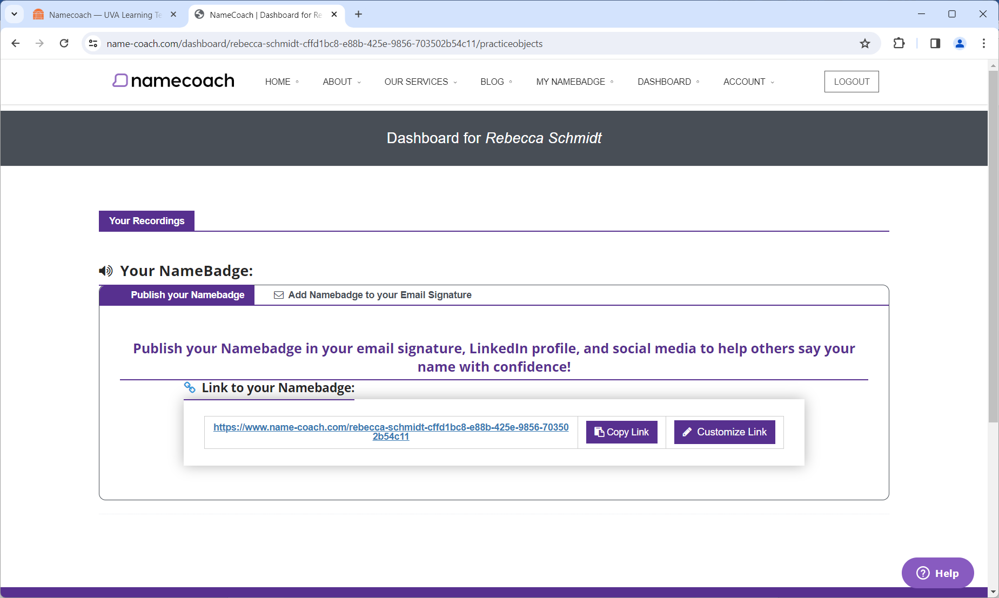 Namecoach — UVA Learning Te
NameCoach | Dashboard for Re
name-coach.com/dashboard/rebecca-schmidt-cffd1bc8-e88b-425e-9856-703502b54c11/practiceobjects
namecoach
HOME
ABOUT
OUR SERVICES
BLOG
MY NAMEBADGE
DASHBOARD
ACCOUNT
LOGOUT
Dashboard for Rebecca Schmidt
Your Recordings
Your NameBadge:
Publish your Namebadge
Add Namebadge to your Email Signature
Publish your Namebadge in your email signature, LinkedIn profile, and social media to help others say your
name with confidence!
Link to your Namebadge:
https://www.name-coach.com/rebecca-schmidt-cffd1bc8-e88b-425e-9856-70350
2b54c11
Copy Link
Customize Link
Help